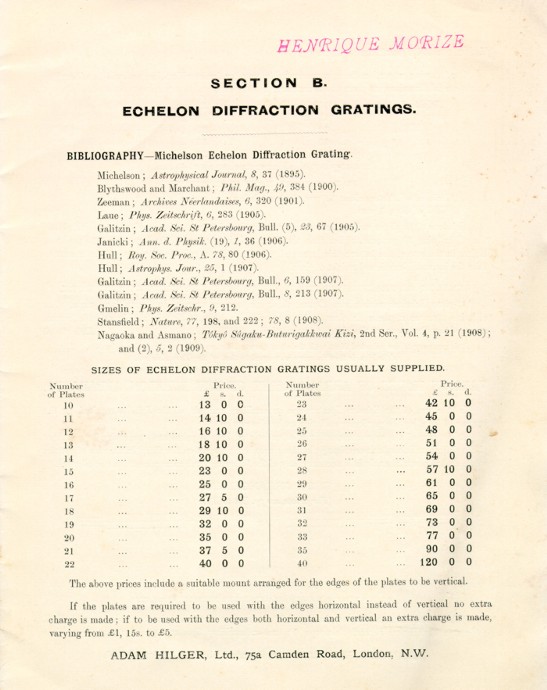 HENRIQUE MORIZE
SECTION B.
ECHELON DIFFRACTION GRATINGS.
BIBLIOGRAPHY—Michelson Echelon Diffraction Grating.
Michelson; Astrophysical Journal, 8, 37 (1895).
Blythswood and Marchant; Phil. Mag., 49, 384 (1900).
Zeeman; Archives Néerlandaises, 6, 320 (1901).
Laue; Phys. Zeitschrift, 6, 283 (1905).
Galitzin; Acad. Sci. St Petersbourg, Bull. (5), 23, 67 (1905).
Janicki; Ann. d. Physik. (19), 1, 36 (1906).
Hull; Roy. Soc. Proc., A. 78, 80 (1906).
Hull; Astrophys. Jour., 25, 1 (1907).
Galitzin; Acad. Sci. St Petersbourg, Bull., 6, 159 (1907).
Galitzin; Acad. Sci. St Petersbourg, Bull., 8, 213 (1907).
Gmelin; Phys. Zeitschr., 9, 212.
Stansfield; Nature, 77, 198, and 222; 78, 8 (1908).
Nagaoka and Asmano; Tôkyô Sûgaku-Buturigakkwai Kizi, 2nd Ser., Vol. 4, p. 21 (1908);
and (2), 5, 2 (1909).
SIZES OF ECHELON DIFFRACTION GRATINGS USUALLY SUPPLIED.
Number of Plates Price. £ s. d.
10 ... ... 13 0 0
11 ... ... 14 10 0
12 ... ... 16 10 0
13 ... ... 18 10 0
14 ... ... 20 10 0
15 ... ... 23 0 0
16 ... ... 25 0 0
17 ... ... 27 5 0
18 ... ... 29 10 0
19 ... ... 32 0 0
20 ... ... 35 0 0
21 ... ... 37 5 0
22 ... ... 40 0 0
Number of Plates Price. £ s. d.
23 ... ... 42 10 0
24 ... ... 45 0 0
25 ... ... 48 0 0
26 ... ... 51 0 0
27 ... ... 54 0 0
28 ... ... 57 10 0
29 ... ... 61 0 0
30 ... ... 65 0 0
31 ... ... 69 0 0
32 ... ... 73 0 0
33 ... ... 77 0 0
35 ... ... 90 0 0
40 ... ... 120 0 0
The above prices include a suitable mount arranged for the edges of the plates to be vertical.
If the plates are required to be used with the edges horizontal instead of vertical no extra
charge is made; if to be used with the edges both horizontal and vertical an extra charge is made,
varying from £1, 15s. to £5.
ADAM HILGER, Ltd., 75a Camden Road, London, N.W.